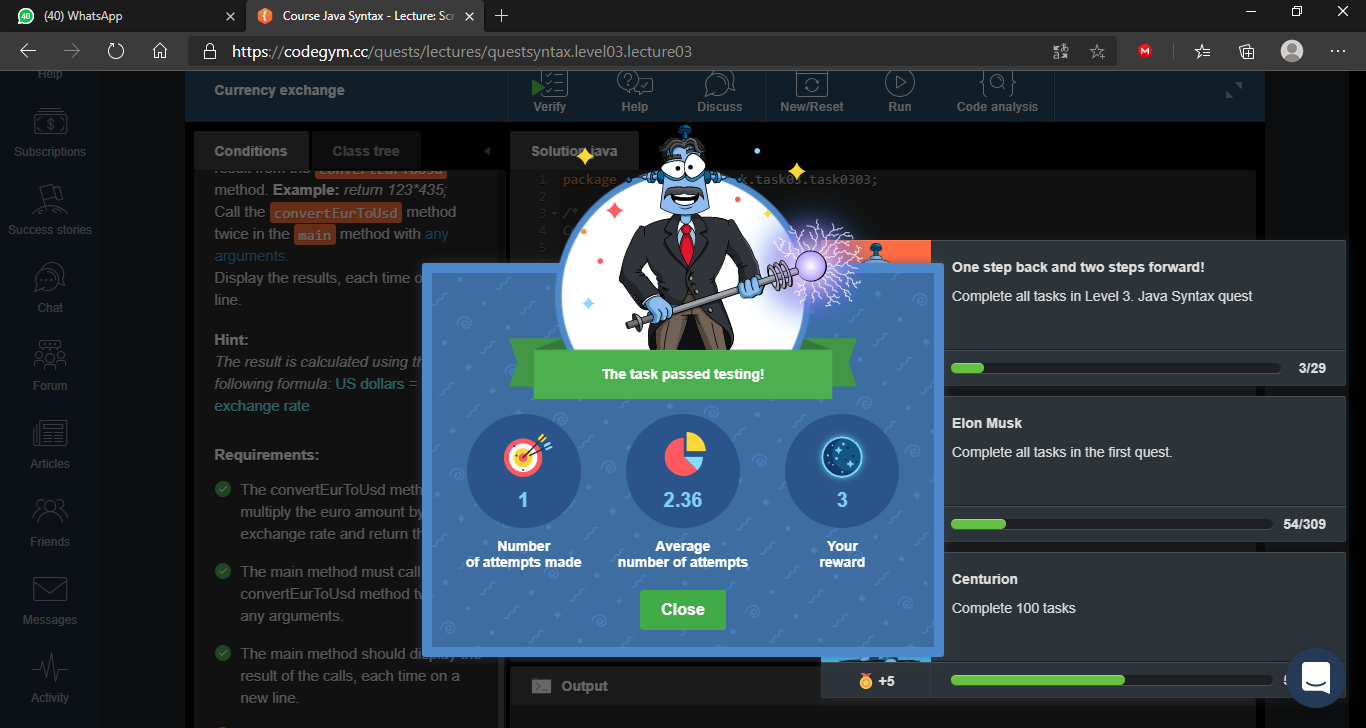 40
(40) WhatsApp
Course Java Syntax - Lecture: Scr
https://codegym.cc/quests/lectures/questsyntax.level03.lecture03
M
Help
Subscriptions
Success stories
Chat
Forum
Articles
Friends
Messages
Activity
Currency exchange
Verify
Help
Discuss
New/Reset
Run
Code analysis
Conditions
Class tree
method. Example: return 123*435;
Call the convertEurToUsd method
twice in the main method with any
arguments.
Display the results, each time o
line.
Hint:
The result is calculated using th
following formula: US dollars =
exchange rate
Requirements:
The convertEurToUsd meth
multiply the euro amount by
exchange rate and return th
The main method must call
convertEurToUsd method tw
any arguments.
The main method should display the
result of the calls, each time on a
new line.
Solution.java
1 package k.task03.task0303;
2
3 /*
4
5
The task passed testing!
1
Number
of attempts made
2.36
Average
number of attempts
3
Your
reward
Close
One step back and two steps forward!
Complete all tasks in Level 3. Java Syntax quest
3/29
Elon Musk
Complete all tasks in the first quest.
54/309
Centurion
Complete 100 tasks
+5
Output